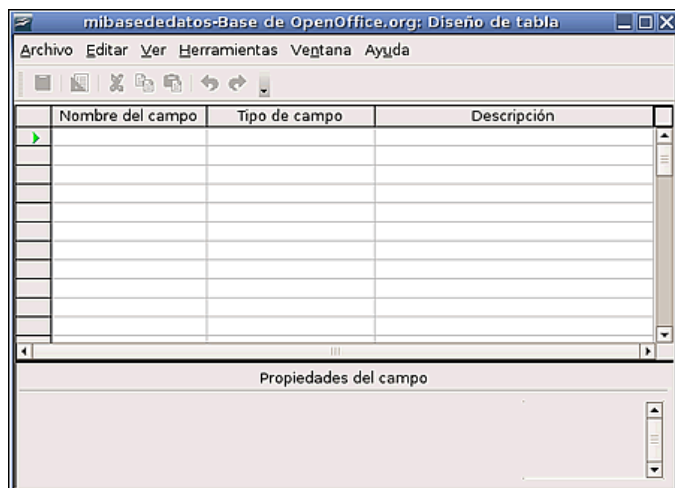 mibasededatos-Base de OpenOffice.org: Diseño de tabla
Archivo Editar Ver Herramientas Ventana Ayuda
Nombre del campo Tipo de campo Descripción
Propiedades del campo